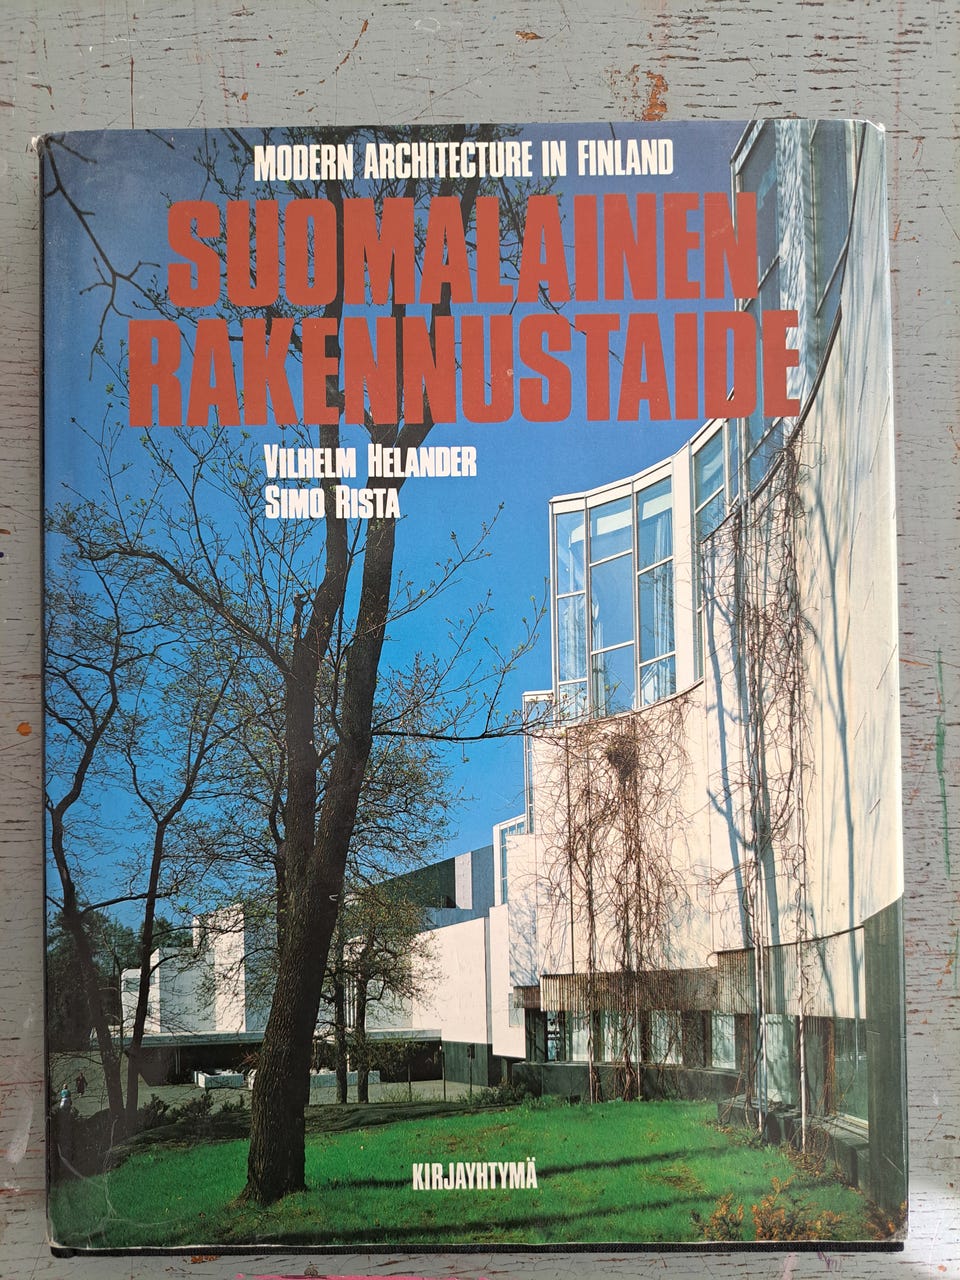 MODERN ARCHITECTURE IN FINLAND
SUOMALAINEN
RAKENNUSTAIDE
VILHELM HELANDER
SIMO RISTA
KIRJAYHTYMÄ